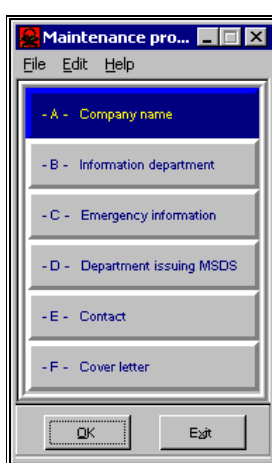 Maintenance pro...
File Edit Help
- A - Company name
- B - Information department
- C - Emergency information
- D - Department issuing MSDS
- E - Contact
- F - Cover letter
OK Exit